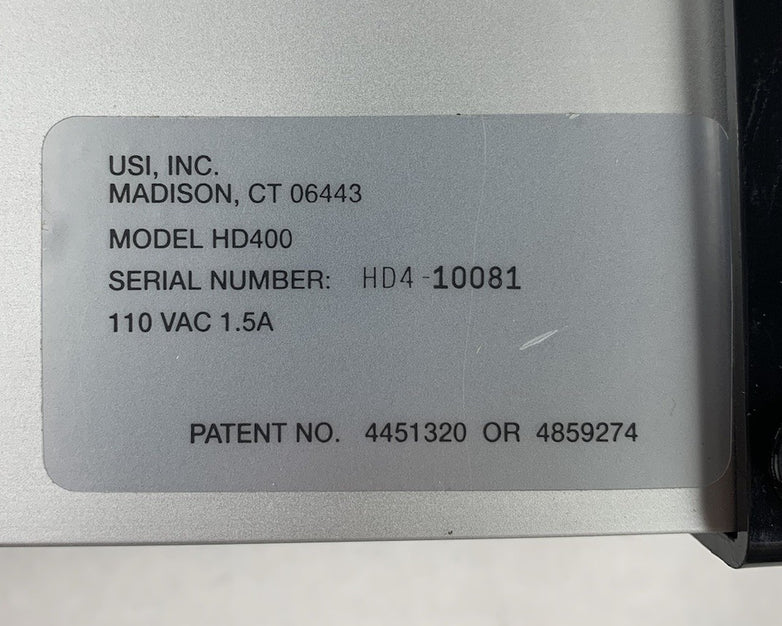 USI, INC.
MADISON, CT 06443
MODEL HD400
SERIAL NUMBER: HD4-10081
110 VAC 1.5A
PATENT NO. 4451320 OR 4859274